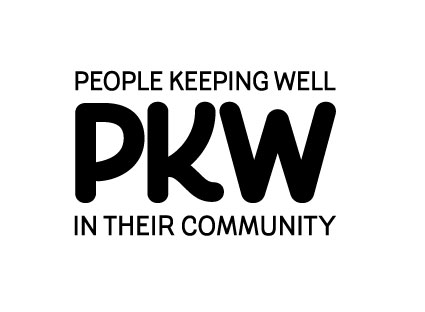 PEOPLE KEEPING WELL
PKW
IN THEIR COMMUNITY